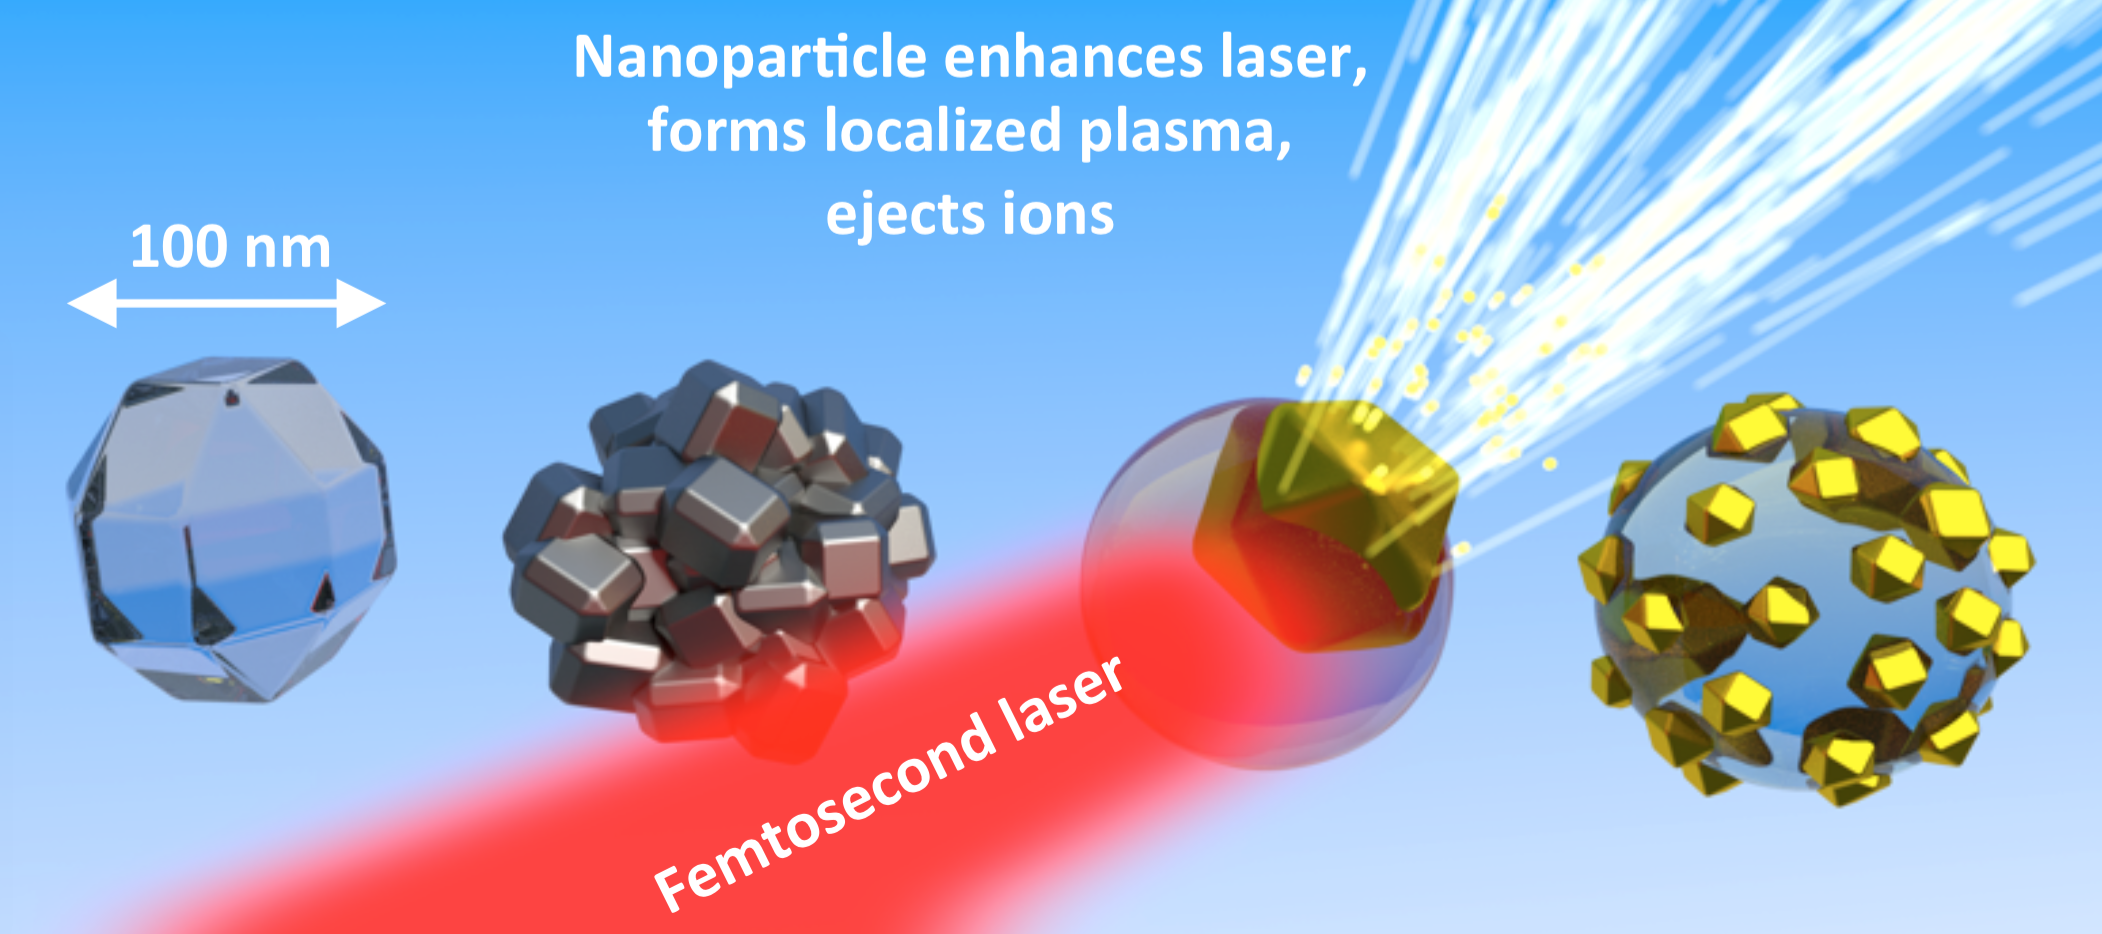 Nanoparticle enhances laser,
forms localized plasma,
ejects ions
100 nm
Femtosecond laser